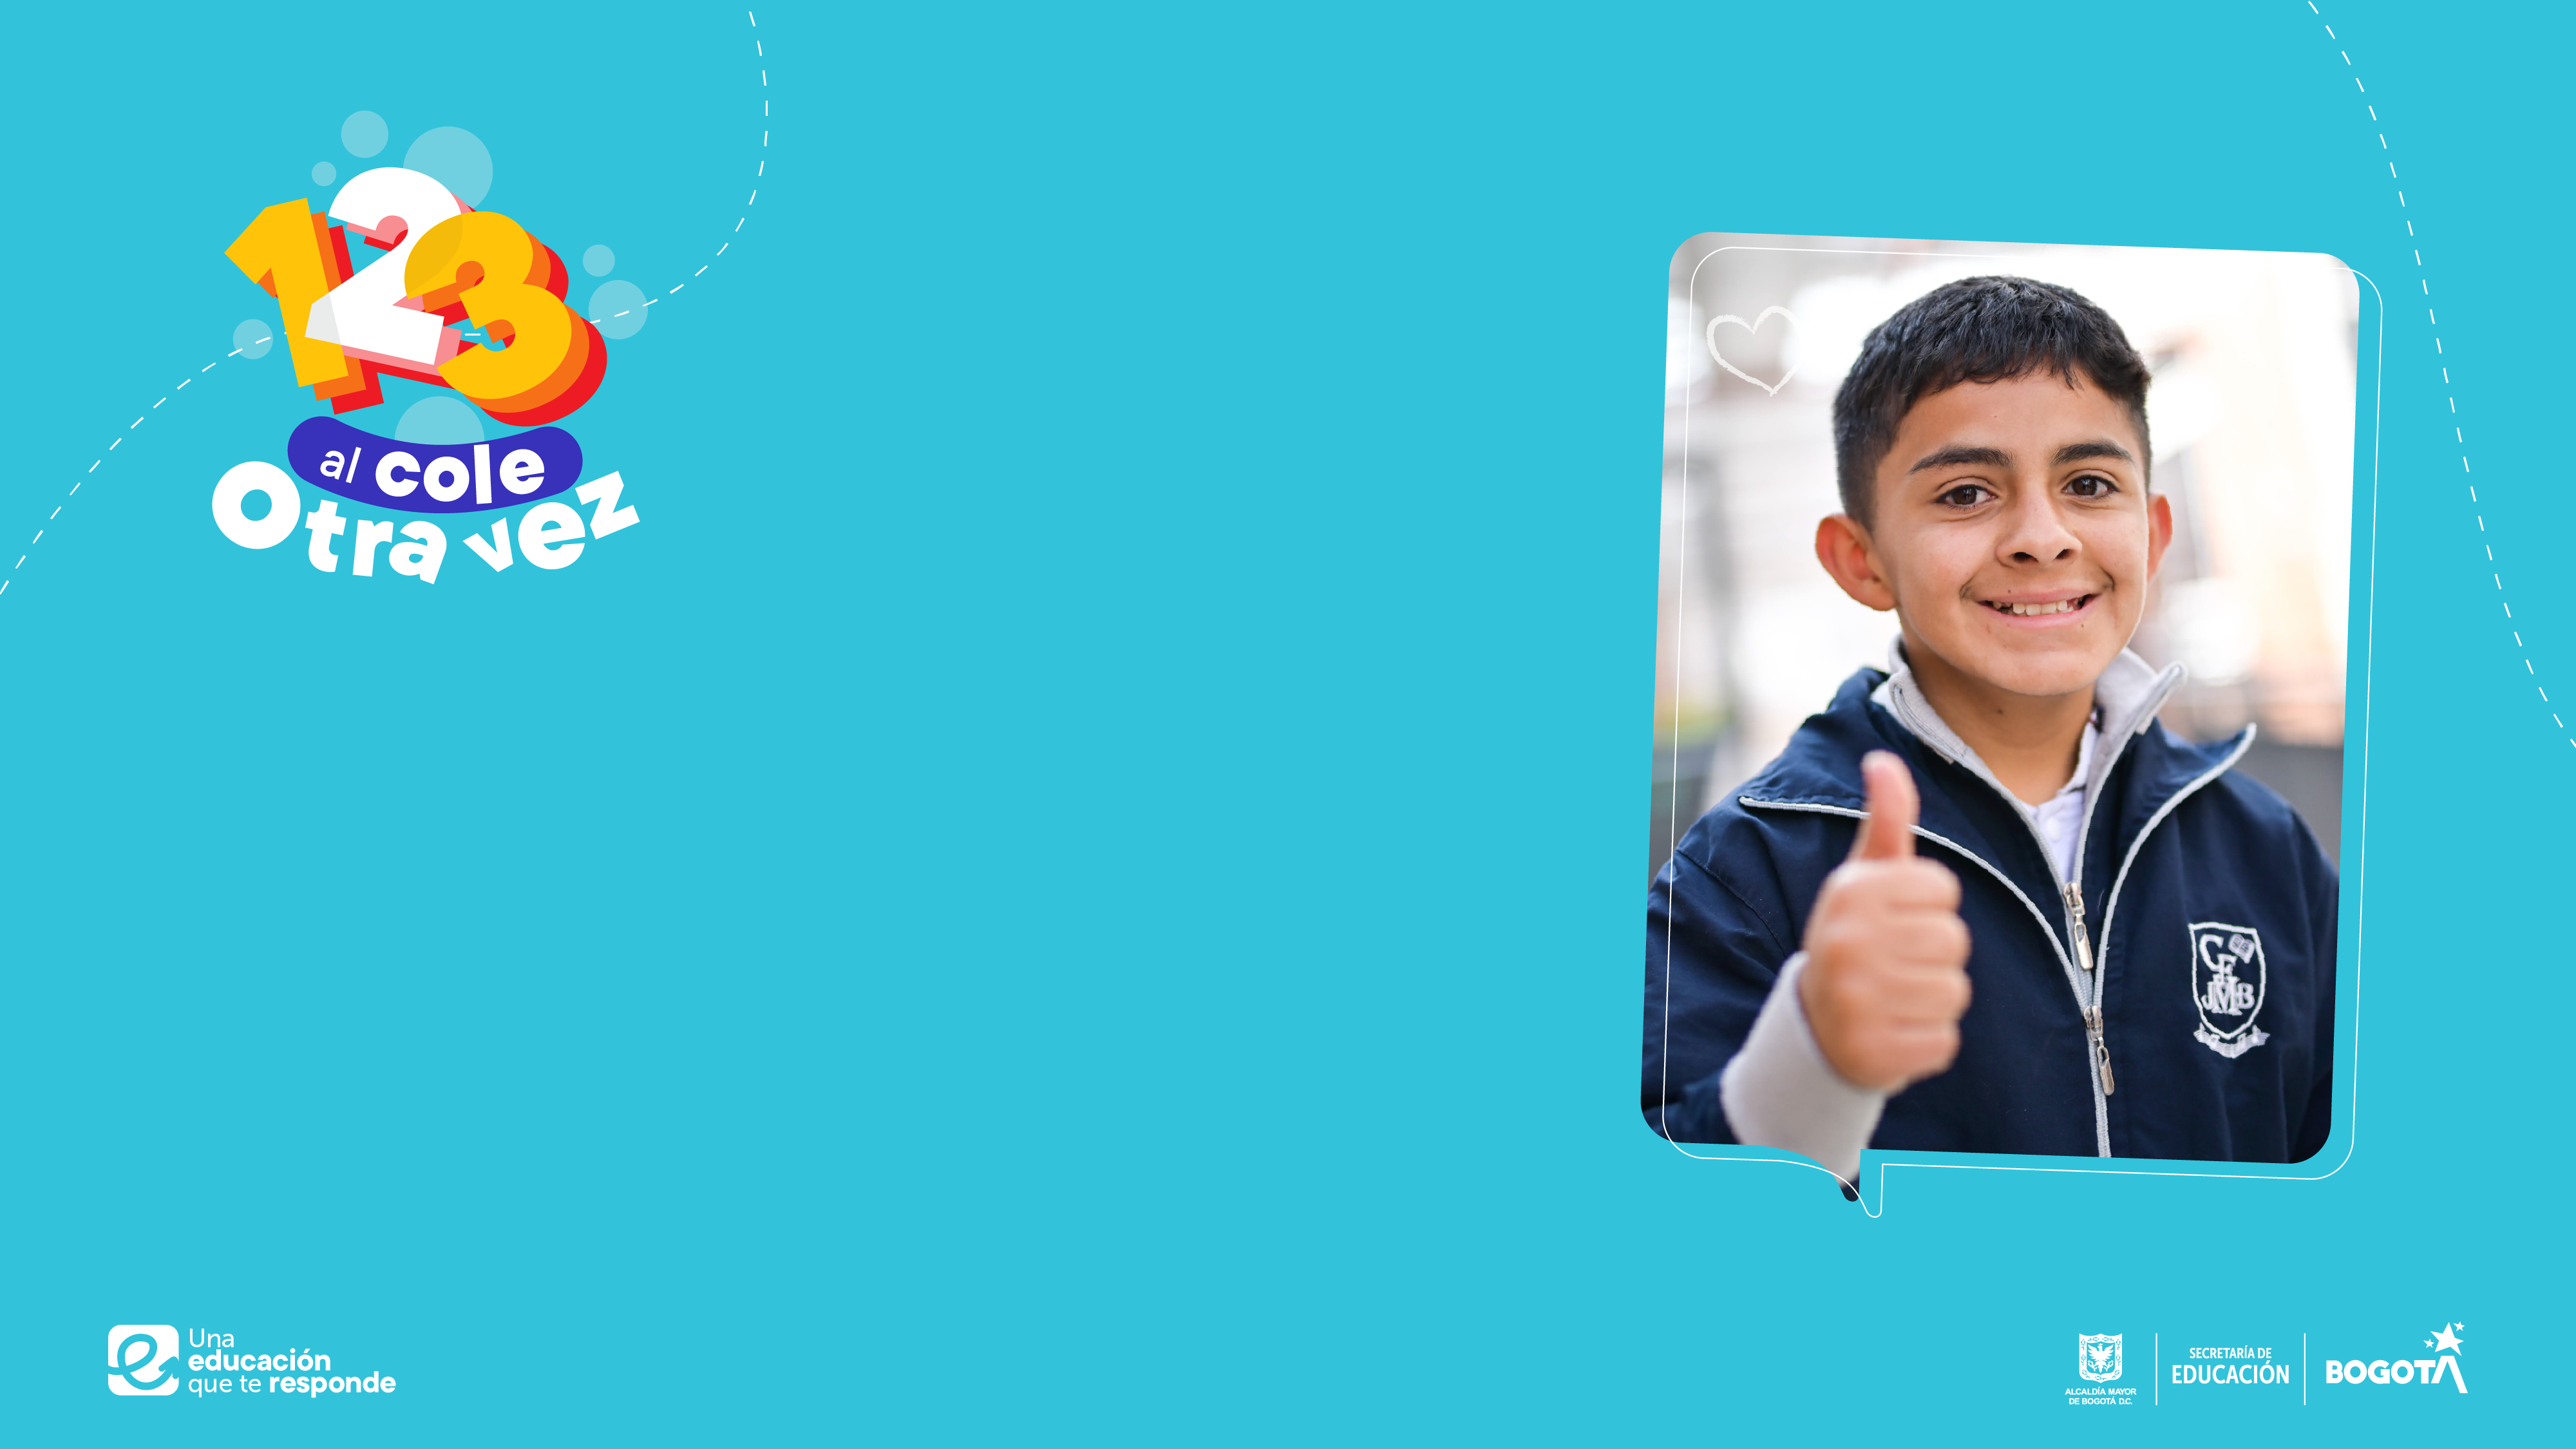 123
al cole
Otra vez
Una
educación
que te responde
ALCALDÍA MAYOR
DE BOGOTÁ D.C.
SECRETARÍA DE
EDUCACIÓN
BOGOTÁ